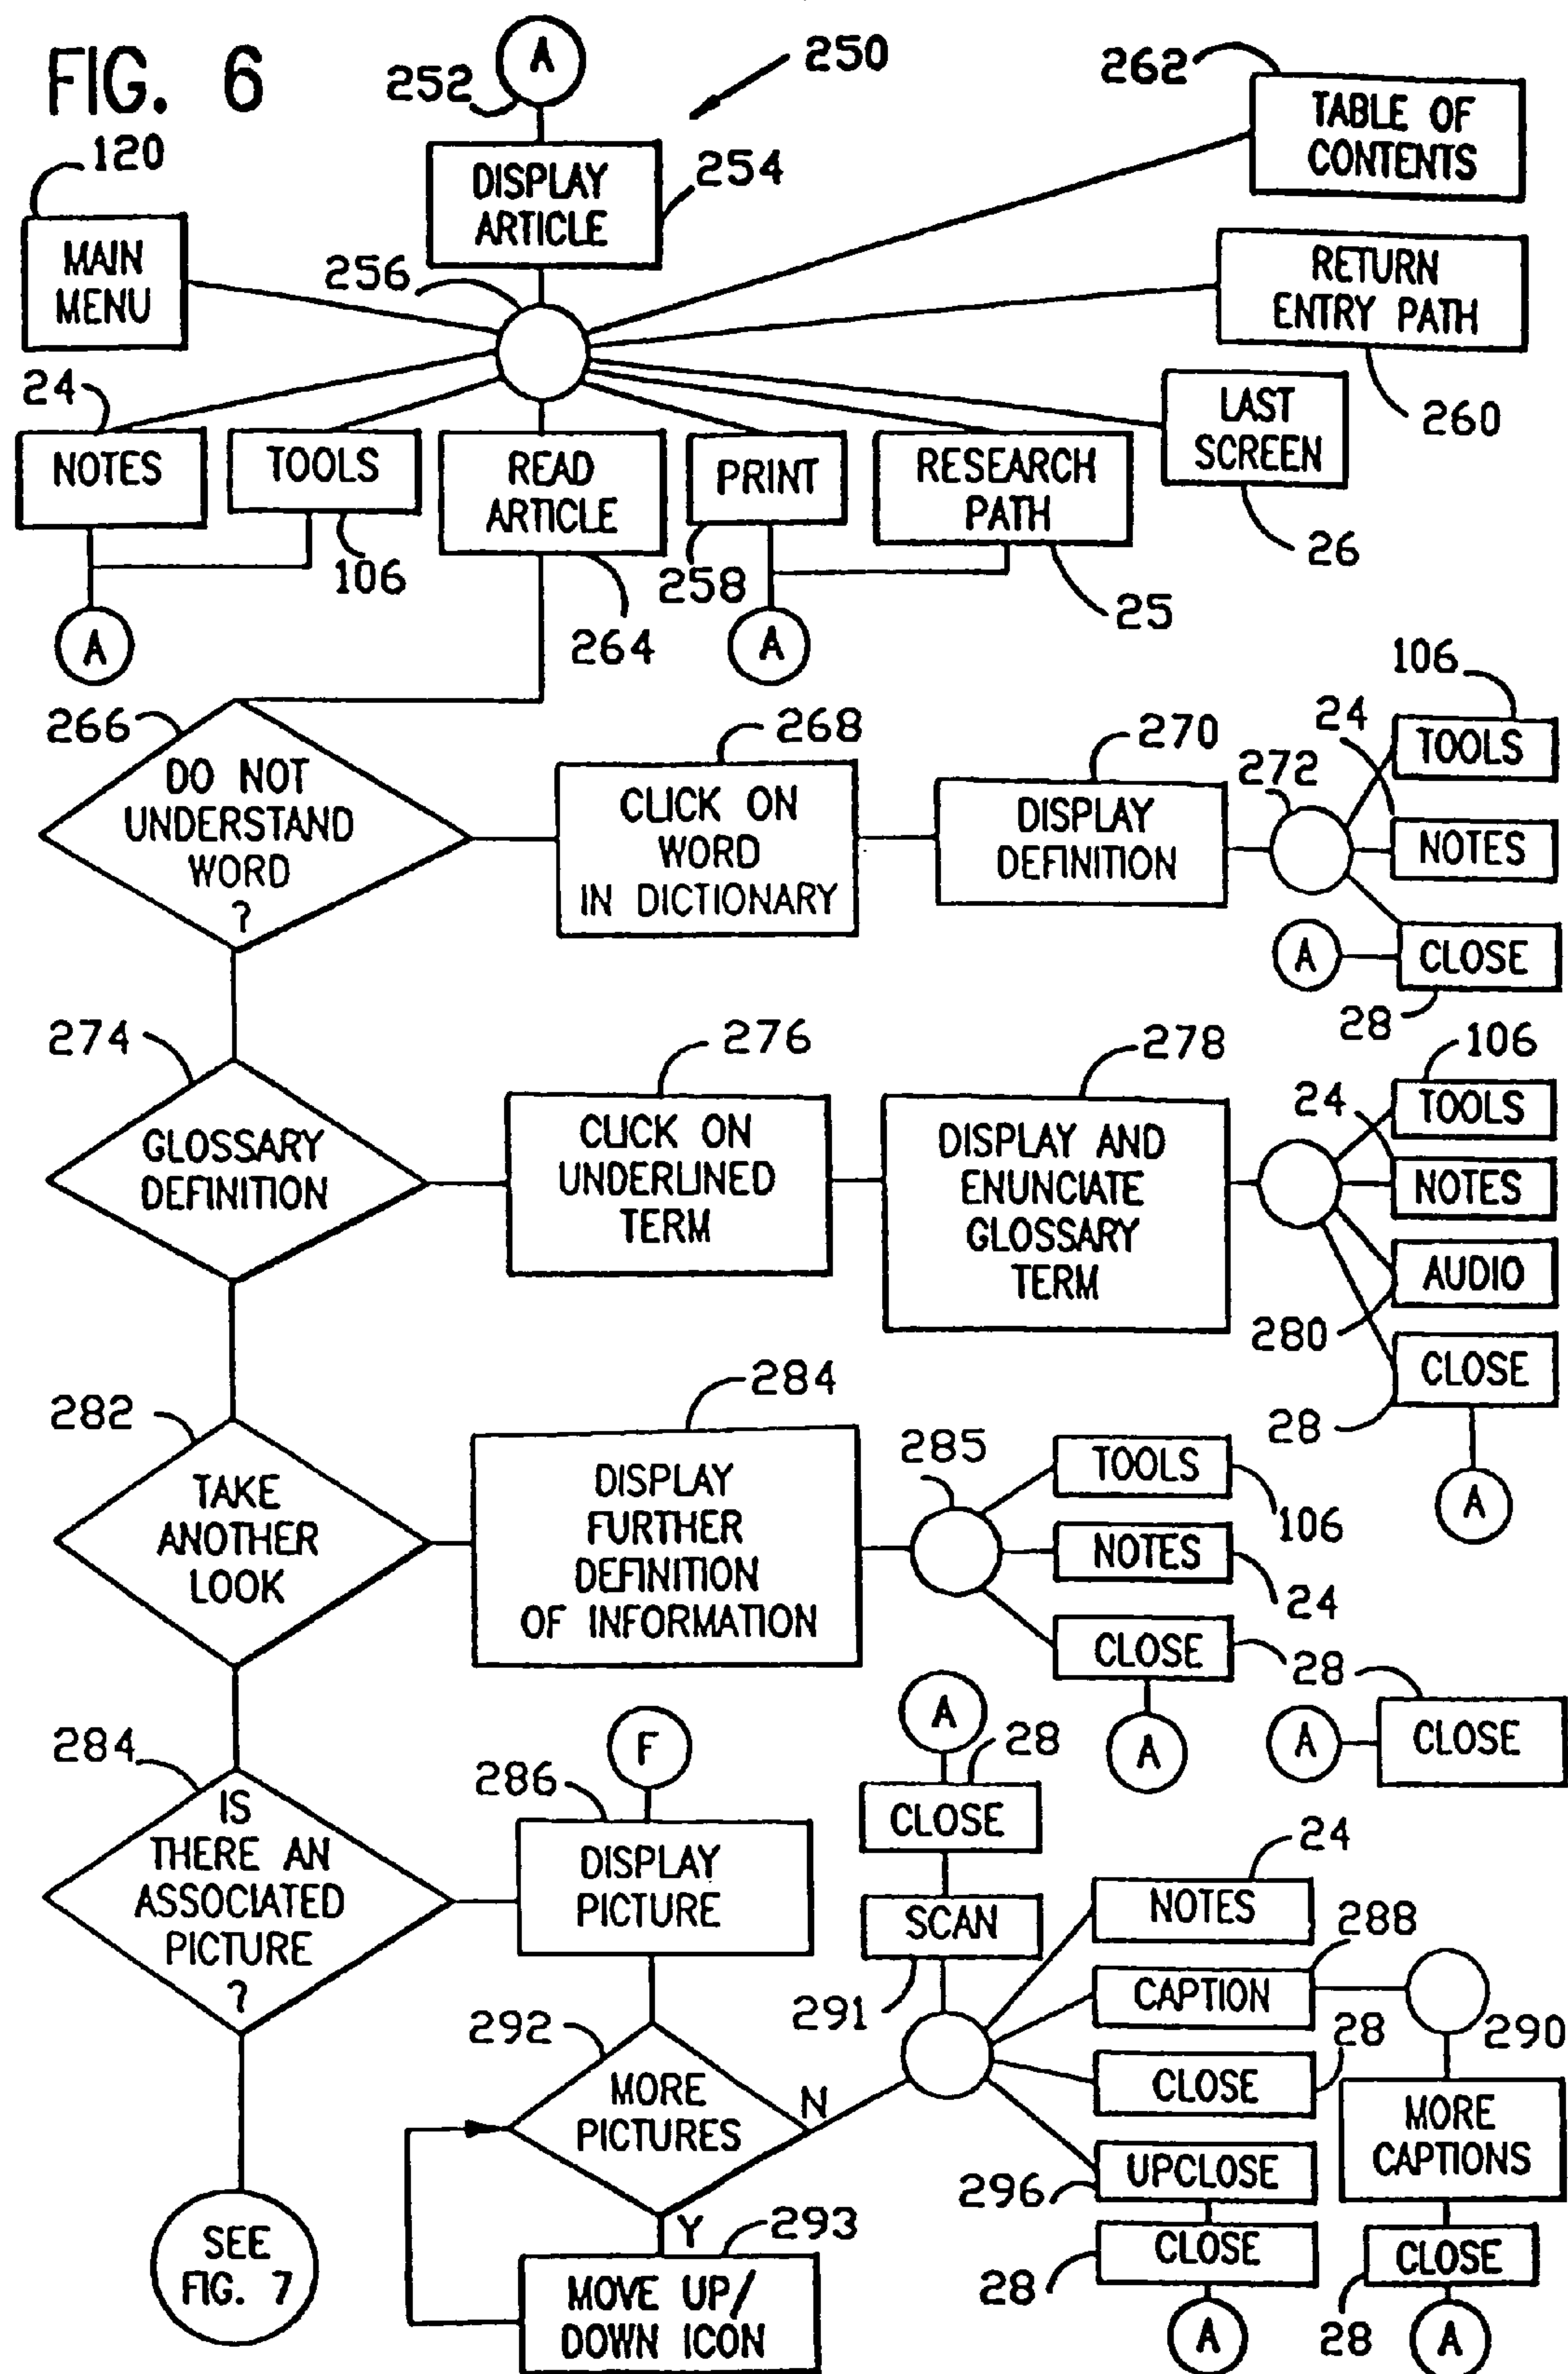 FIG. 6
A
252
250
262
TABLE OF
CONTENTS
120
DISPLAY
ARTICLE
254
MAIN
MENU
256
RETURN
ENTRY PATH
260
24
NOTES
TOOLS
106
READ
ARTICLE
264
PRINT
258
RESEARCH
PATH
25
LAST
SCREEN
26
A
A
266
DO NOT
UNDERSTAND
WORD
?
268
CLICK ON
WORD
IN DICTIONARY
270
DISPLAY
DEFINITION
272
106
TOOLS
24
NOTES
A
CLOSE
28
274
GLOSSARY
DEFINITION
276
CLICK ON
UNDERLINED
TERM
278
DISPLAY AND
ENUNCIATE
GLOSSARY
TERM
106
TOOLS
24
NOTES
AUDIO
280
CLOSE
28
A
282
TAKE
ANOTHER
LOOK
284
DISPLAY
FURTHER
DEFINITION
OF INFORMATION
285
TOOLS
106
NOTES
24
CLOSE
28
A
A
CLOSE
284
IS
THERE AN
ASSOCIATED
PICTURE
?
F
286
DISPLAY
PICTURE
A
28
CLOSE
SCAN
291
24
NOTES
288
CAPTION
290
28
CLOSE
MORE
CAPTIONS
292
MORE
PICTURES
N
Y
296
UPCLOSE
CLOSE
28
A
CLOSE
28
A
293
MOVE UP/
DOWN ICON
SEE
FIG. 7